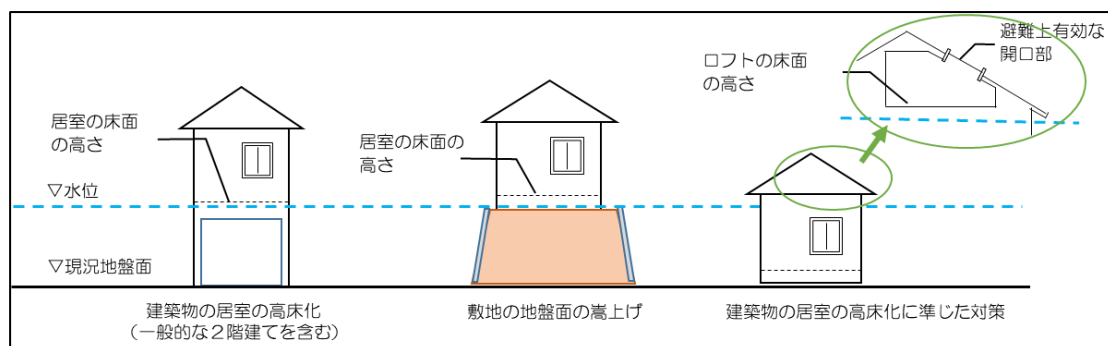 居室の床面
の高さ
▽水位
▽現況地盤面
建築物の居室の高床化
(一般的な2階建てを含む)
居室の床面の
高さ
敷地の地盤面の嵩上げ
ロフトの床面
の高さ
避難上有効な
開口部
建築物の居室の高床化に準じた対策